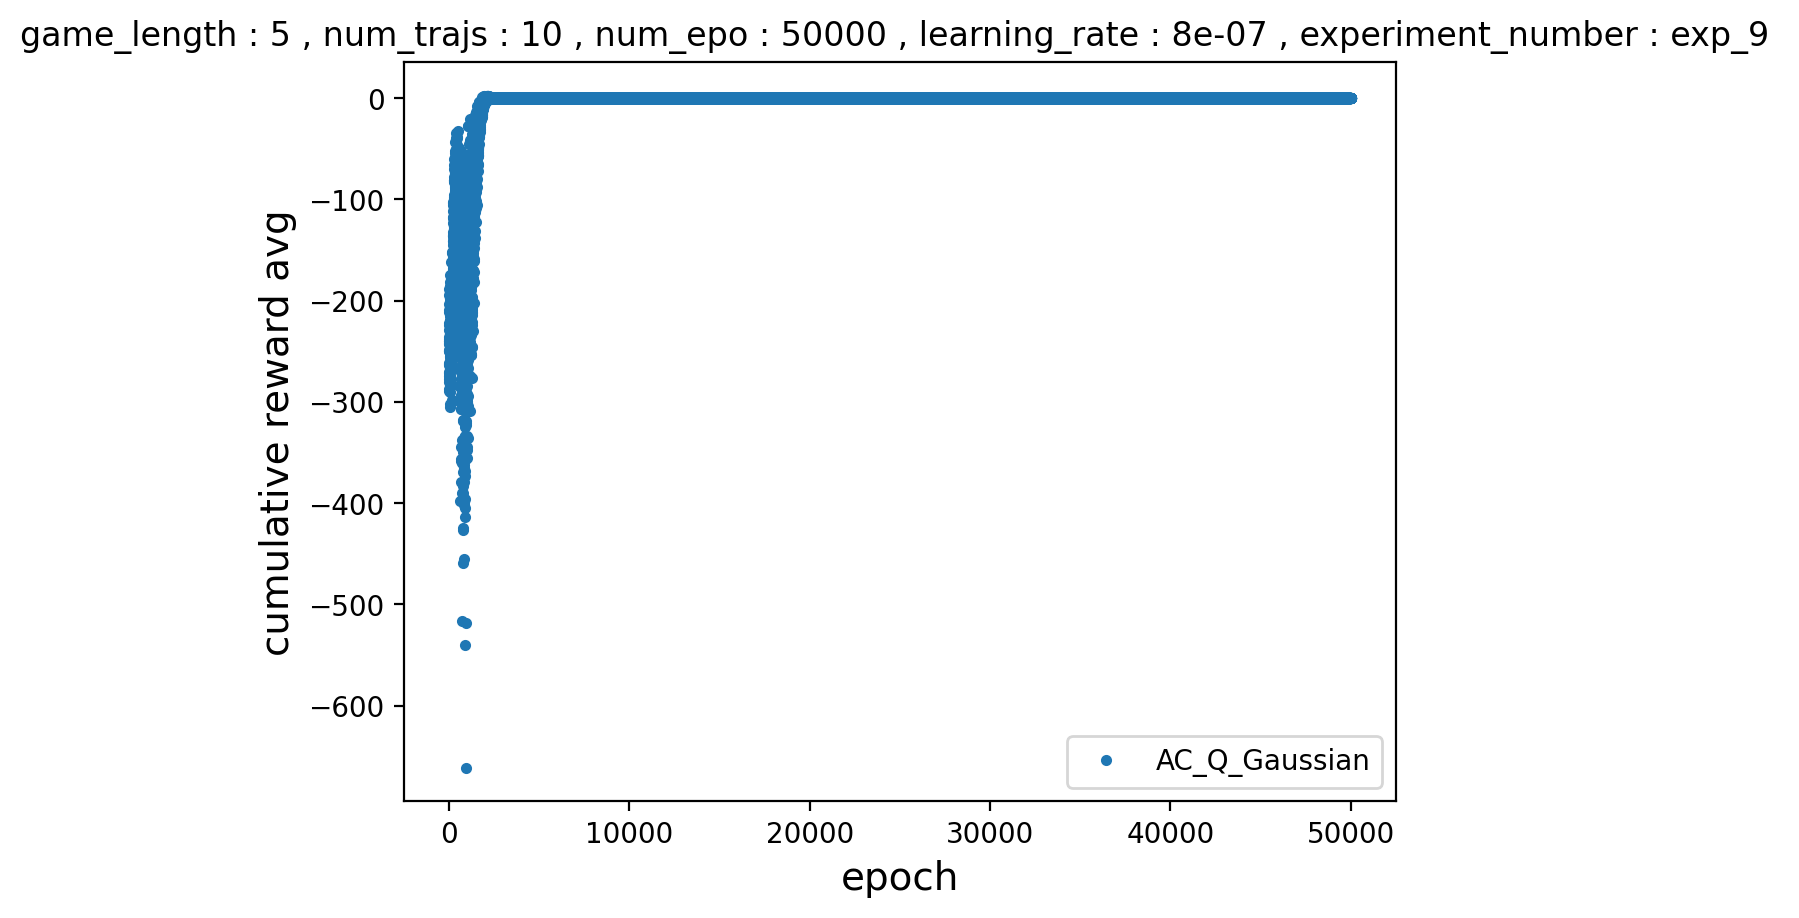 game_length : 5 , num_trajs : 10 , num_epo : 50000 , learning_rate : 8e-07 , experiment_number : exp_9
cumulative reward avg
0
−100
−200
−300
−400
−500
−600
AC_Q_Gaussian
0 10000 20000 30000 40000 50000
epoch